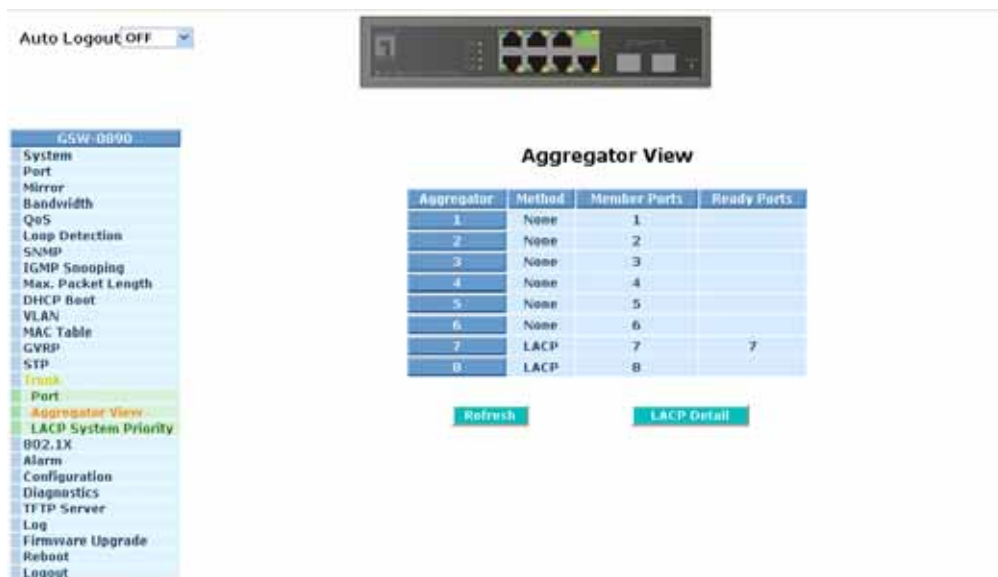 Auto Logout OFF
GSW-0890
System
Port
Mirror
Bandwidth
QoS
Loop Detection
SNMP
IGMP Snooping
Max. Packet Length
DHCP Boot
VLAN
MAC Table
GVRP
STP
Trunk
Port
Aggregator View
LACP System Priority
802.1X
Alarm
Configuration
Diagnostics
TFTP Server
Log
Firmware Upgrade
Reboot
Logout
Aggregator View
Aggregator Method Member Ports Ready Ports
1 None 1
2 None 2
3 None 3
4 None 4
5 None 5
6 None 6
7 LACP 7 7
8 LACP 8
Refresh LACP Detail